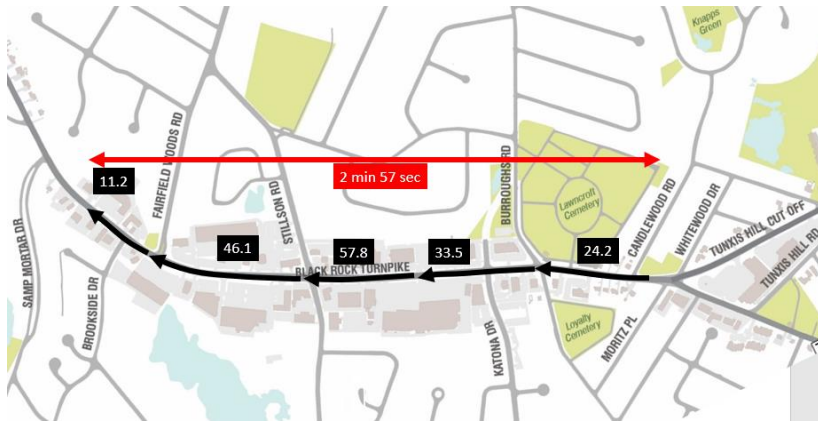 Knapps
Green
FAIRFIELD WOODS RD
2 min 57 sec
11.2
STILLSON RD
BURROUGHS RD
Lawncroft
Cemetery
CANDLEWOOD RD
WHITEWOOD DR
TUNXIS HILL CUT OFF
TUNXIS HILL RD
SAMP MORTAR DR
46.1
57.8
33.5
24.2
BLACK ROCK TURNPIKE
BROOKSIDE DR
KATONA DR
Loyalty
Cemetery
MORITZ PL